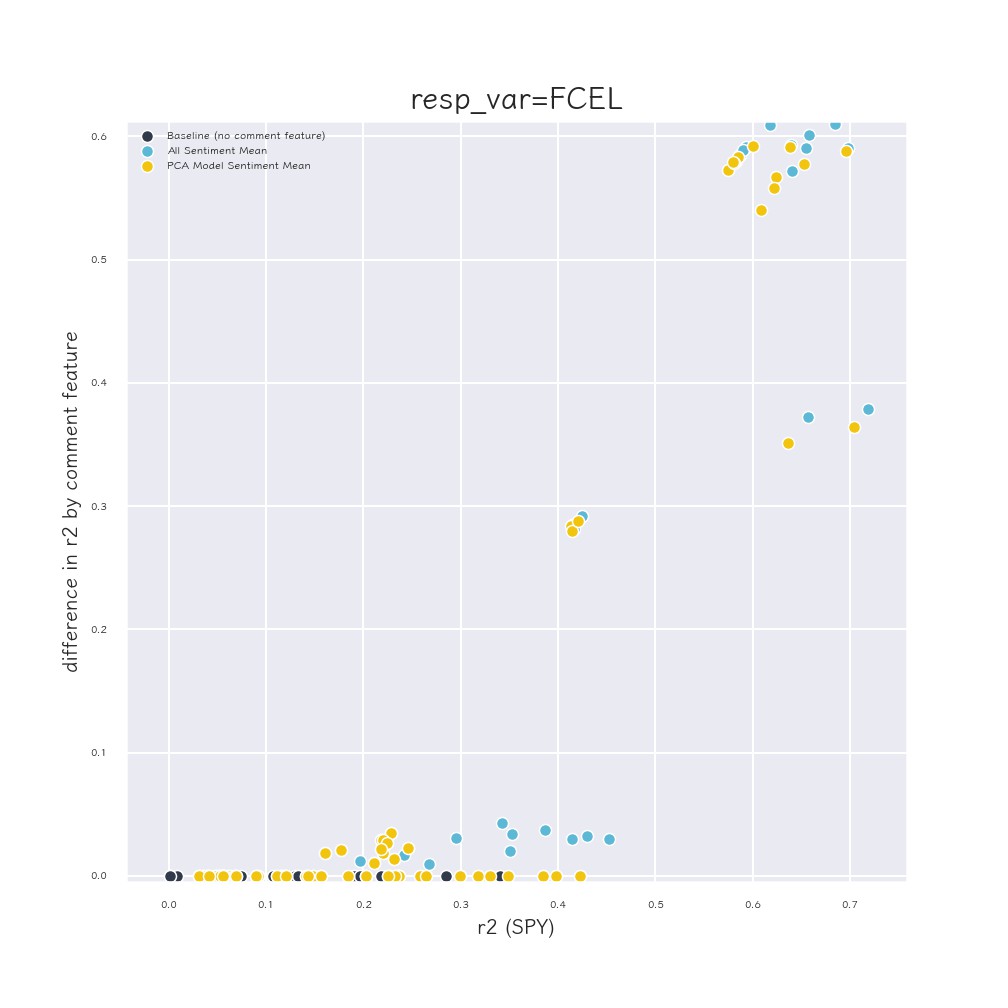 resp_var=FCEL
Baseline (no comment feature)
All Sentiment Mean
PCA Model Sentiment Mean
difference in r2 by comment feature
0.6
0.5
0.4
0.3
0.2
0.1
0.0
0.0 0.1 0.2 0.3 0.4 0.5 0.6 0.7
r2 (SPY)